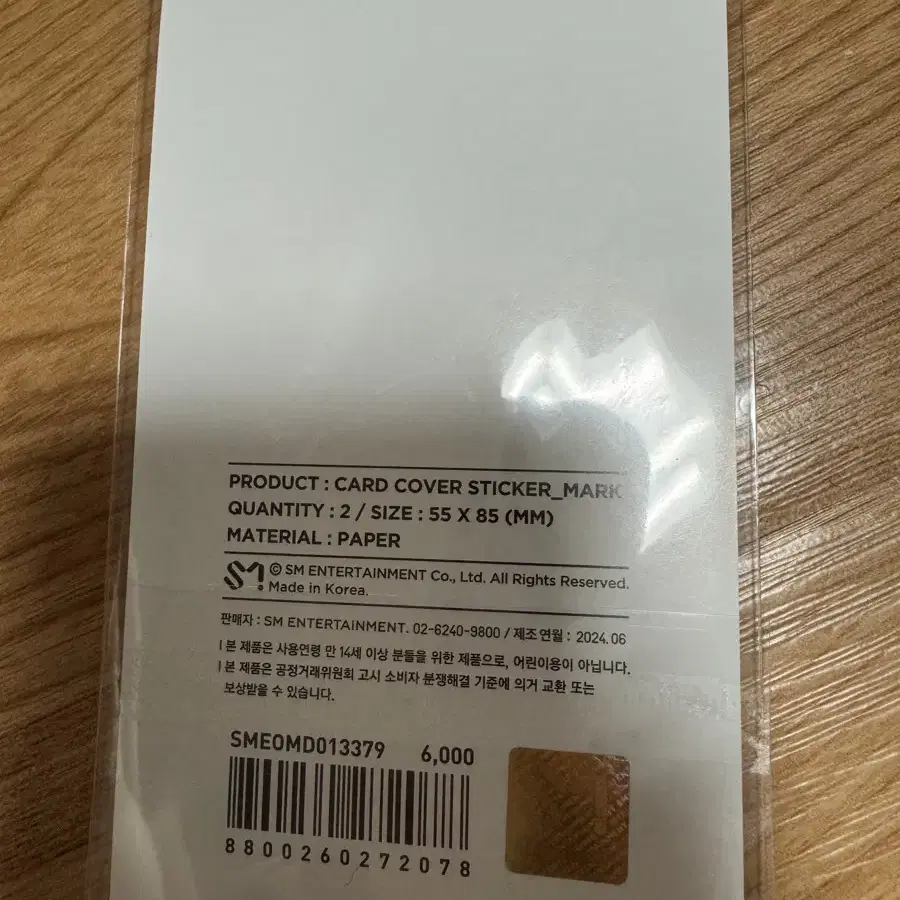 PRODUCT : CARD COVER STICKER_MARK
QUANTITY : 2 / SIZE : 55 X 85 (MM)
MATERIAL : PAPER
SM ⓒ SM ENTERTAINMENT Co., Ltd. All Rights Reserved.
Made in Korea.
판매자 : SM ENTERTAINMENT. 02-6240-9800 / 제조연월 : 2024.06
| 본 제품은 사용연령 만 14세 이상 분들을 위한 제품으로, 어린이용이 아닙니다.
| 본 제품은 공정거래위원회 고시 소비자 분쟁해결 기준에 의거 교환 또는
보상받을 수 있습니다.
SMEOMD013379 6,000
8800260272078